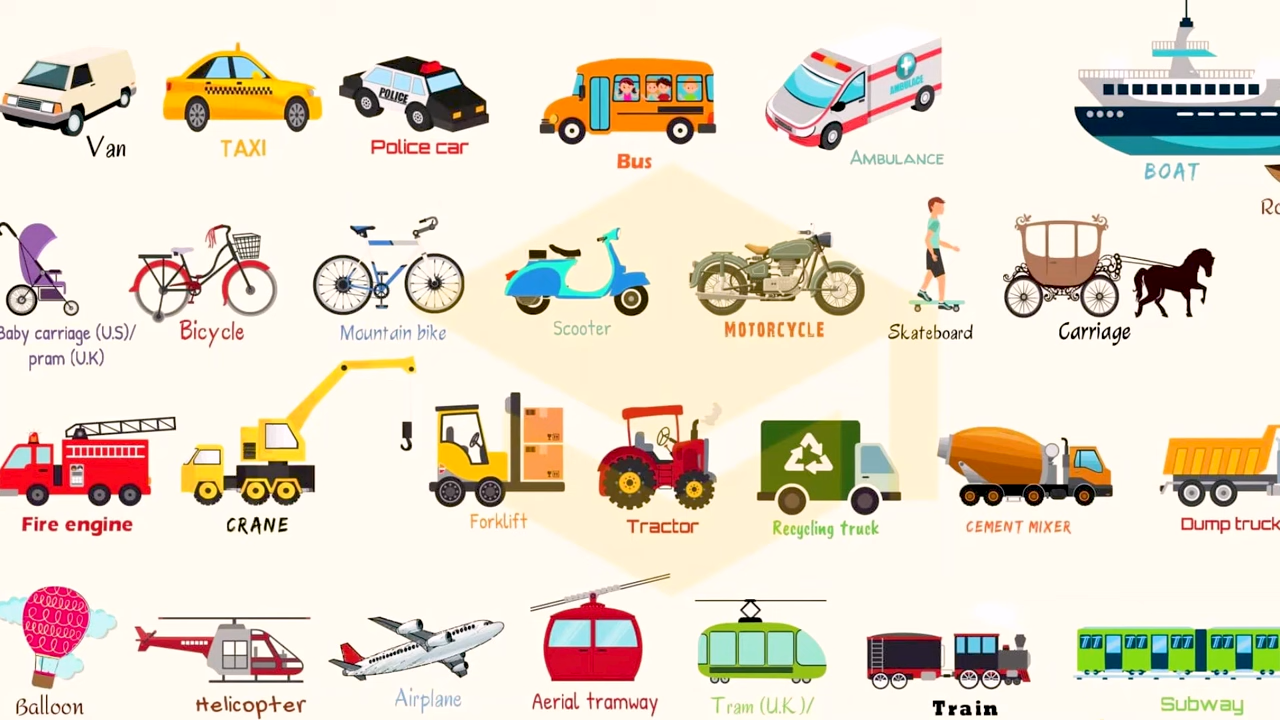 POLICE
AMBULACE
Van
TAXI
Police car
Bus
AMBULANCE
BOAT
Baby carriage (U.S)/
pram (U.K)
Bicycle
Mountain bike
Scooter
MOTORCYCLE
Skateboard
Carriage
Fire engine
CRANE
Forklift
Tractor
Recycling truck
CEMENT MIXER
Dump truck
Balloon
Helicopter
Airplane
Aerial tramway
Tram (U.K)/
Train
Subway